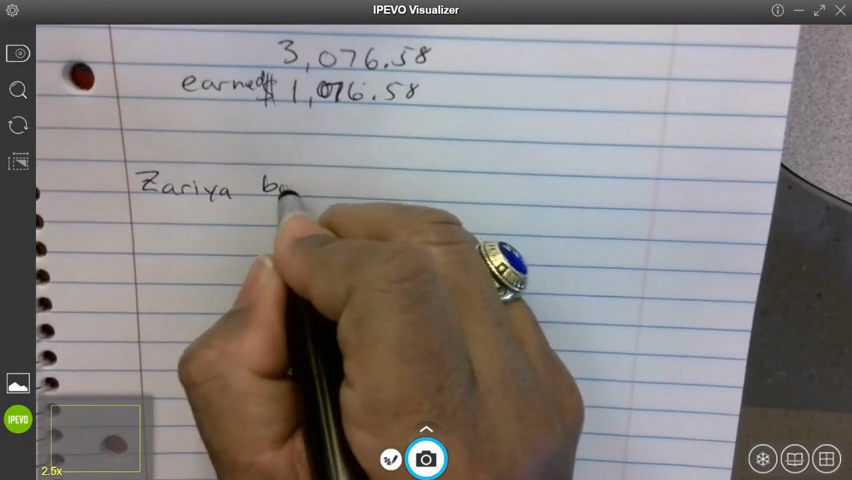 IPEVO Visualizer
3,076.58
earned $1,076.58
Zariya
IPEVO
2.5x